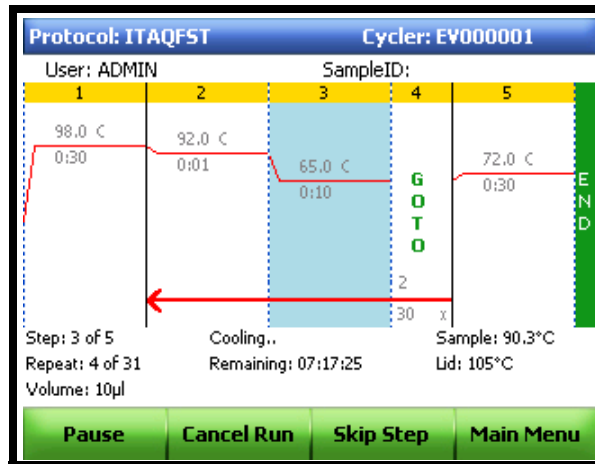 Protocol: ITAQFST Cycler: EV000001
User: ADMIN SampleID:
1 2 3 4 5
98.0 C 92.0 C 65.0 C 72.0 C
0:30 0:01 0:10 0:30
GOTO
END
2
30 x
Step: 3 of 5 Cooling.. Sample: 90.3°C
Repeat: 4 of 31 Remaining: 07:17:25 Lid: 105°C
Volume: 10µl
Pause Cancel Run Skip Step Main Menu